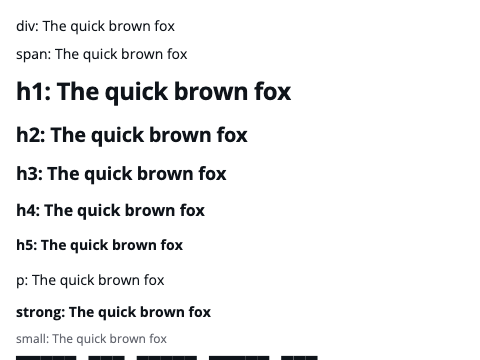 div: The quick brown fox
span: The quick brown fox
h1: The quick brown fox
h2: The quick brown fox
h3: The quick brown fox
h4: The quick brown fox
h5: The quick brown fox
p: The quick brown fox
strong: The quick brown fox
small: The quick brown fox